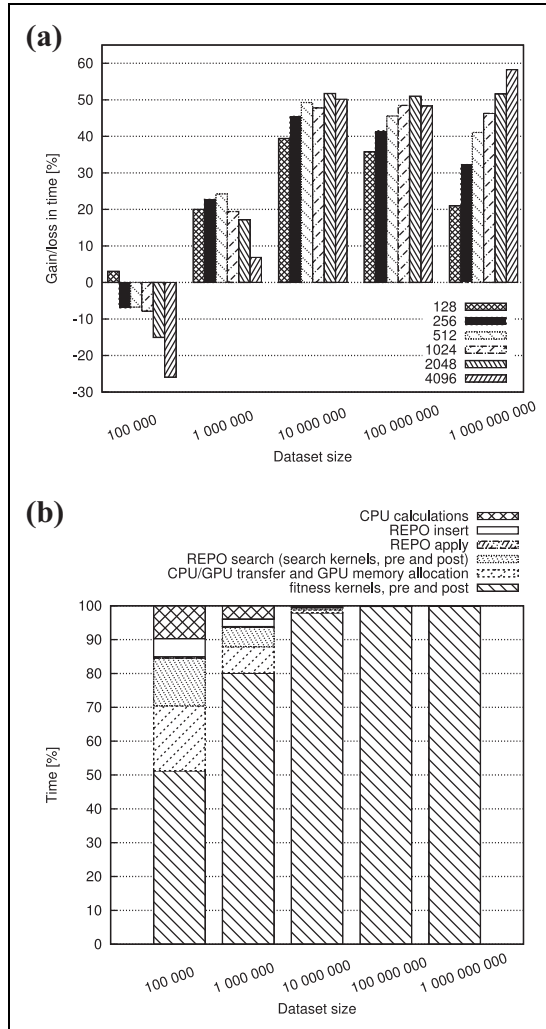 (a)
60
50
40
30
20
10
0
-10
-20
-30
Gain/loss in time [%]
128
256
512
1024
2048
4096
100 000
1 000 000
10 000 000
100 000 000
1 000 000 000
Dataset size
(b)
CPU calculations
REPO insert
REPO apply
REPO search (search kernels, pre and post)
CPU/GPU transfer and GPU memory allocation
fitness kernels, pre and post
100
90
80
70
60
50
40
30
20
10
0
Time [%]
100 000
1 000 000
10 000 000
100 000 000
1 000 000 000
Dataset size